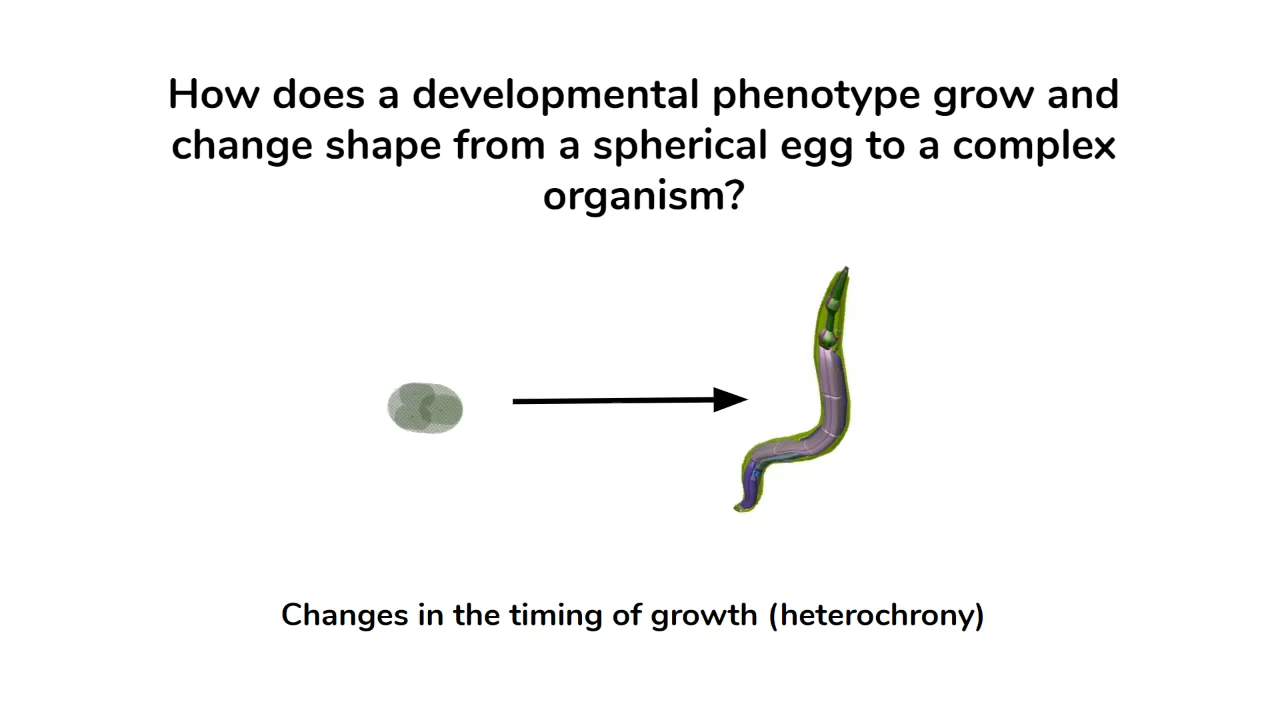 How does a developmental phenotype grow and
change shape from a spherical egg to a complex
organism?
Changes in the timing of growth (heterochrony)